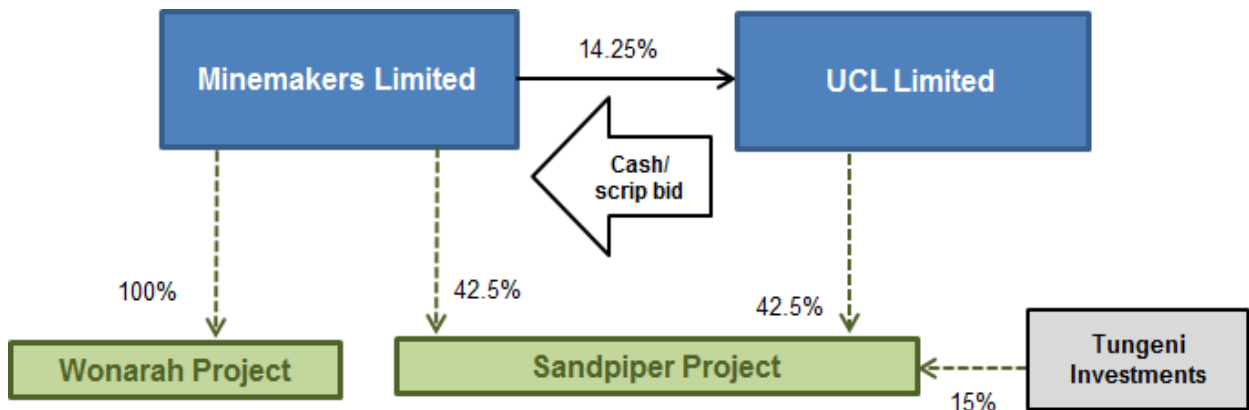 14.25%
Minemakers Limited
UCL Limited
Cash/
scrip bid
100%
42.5%
42.5%
Wonarah Project
Sandpiper Project
Tungeni
Investments
15%